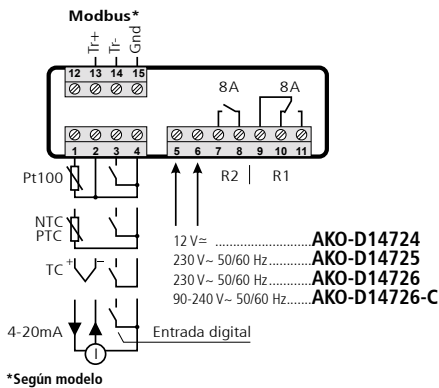 Modbus*
Tr+ Tr- Gnd
12 13 14 15
8A 8A
1 2 3 4 5 6 7 8 9 10 11
Pt100
R2 R1
NTC
PTC
12 V≂ ........................AKO-D14724
TC + –
230 V~ 50/60 Hz..........AKO-D14725
230 V~ 50/60 Hz..........AKO-D14726
90-240 V~ 50/60 Hz.......AKO-D14726-C
4-20mA
I
Entrada digital
*Según modelo